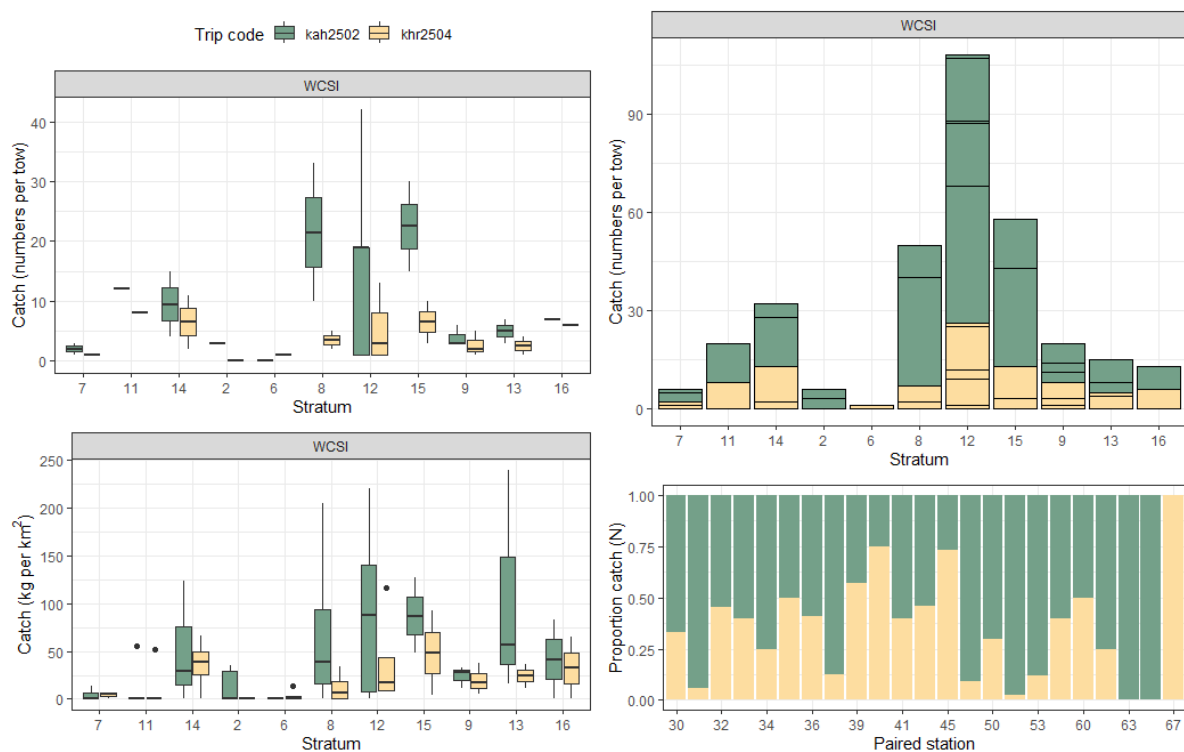 Trip code kah2502 khr2504
WCSI
Catch (numbers per tow)
40
30
20
10
0
7 11 14 2 6 8 12 15 9 13 16
Stratum
WCSI
Catch (kg per km²)
250
200
150
100
50
0
7 11 14 2 6 8 12 15 9 13 16
Stratum
WCSI
Catch (numbers per tow)
90
60
30
0
7 11 14 2 6 8 12 15 9 13 16
Stratum
Proportion catch (N)
1.00
0.75
0.50
0.25
0.00
30 32 34 36 39 41 45 50 53 60 63 67
Paired station